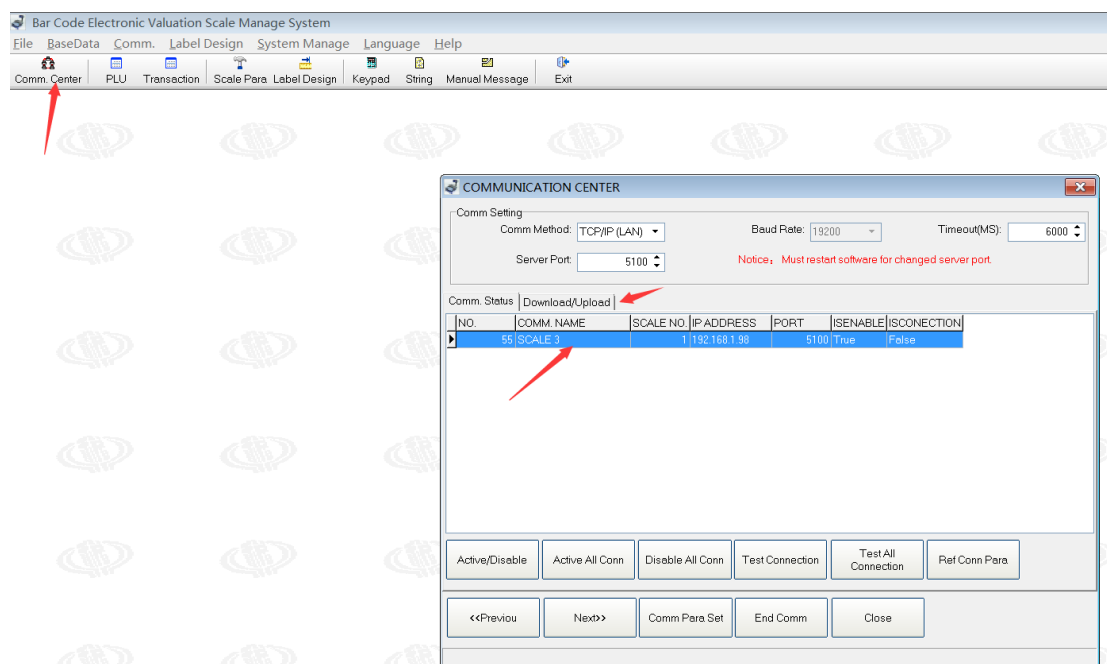 Bar Code Electronic Valuation Scale Manage System
File BaseData Comm. Label Design System Manage Language Help
Comm. Center PLU Transaction Scale Para Label Design Keypad String Manual Message Exit
COMMUNICATION CENTER
Comm Setting
Comm Method: TCP/IP (LAN) Baud Rate: 19200 Timeout(MS): 6000
Server Port: 5100 Notice： Must restart software for changed server port.
Comm. Status Download/Upload
NO. COMM. NAME SCALE NO. IP ADDRESS PORT ISENABLE ISCONECTION
55 SCALE 3 1 192.168.1.98 5100 True False
Active/Disable Active All Conn Disable All Conn Test Connection Test All Connection Ref Conn Para
<<Previou Next>> Comm Para Set End Comm Close